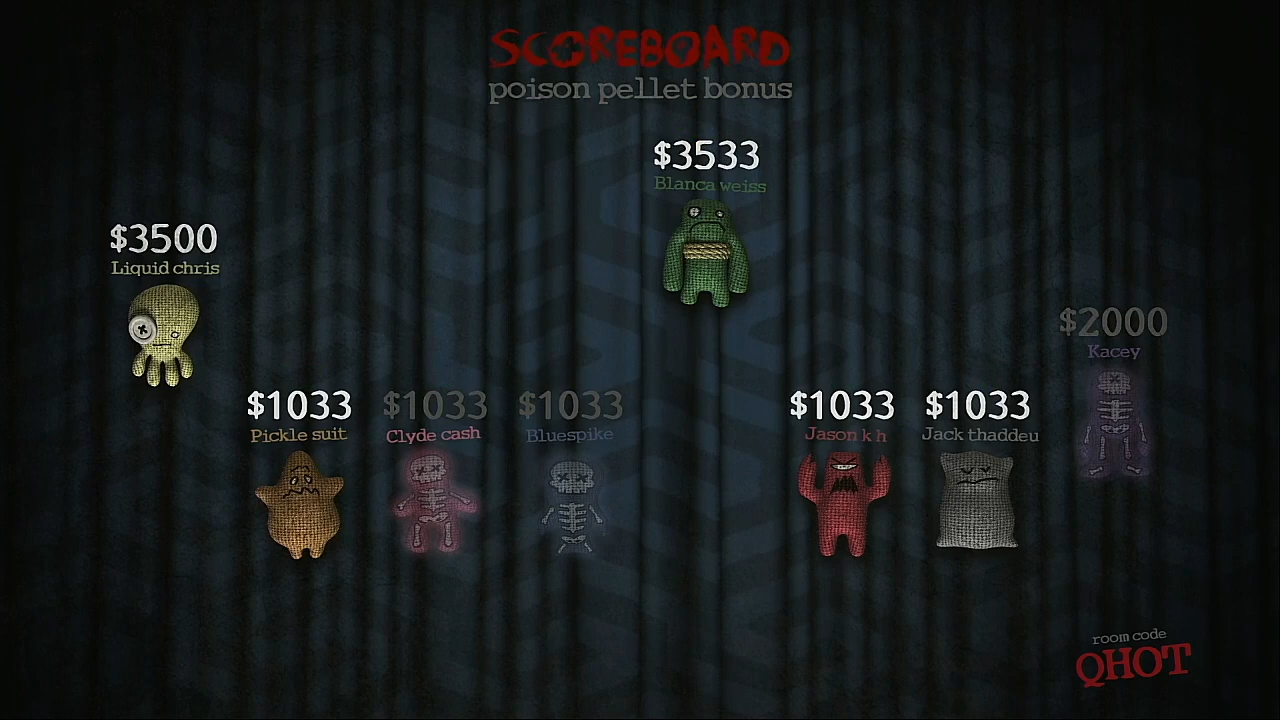 SCOREBOARD
poison pellet bonus
$3533
Blanca weiss
$3500
Liquid chris
$2000
Kacey
$1033
Pickle suit
$1033
Clyde cash
$1033
Bluespike
$1033
Jason k h
$1033
Jack thaddeu
room code
QHOT